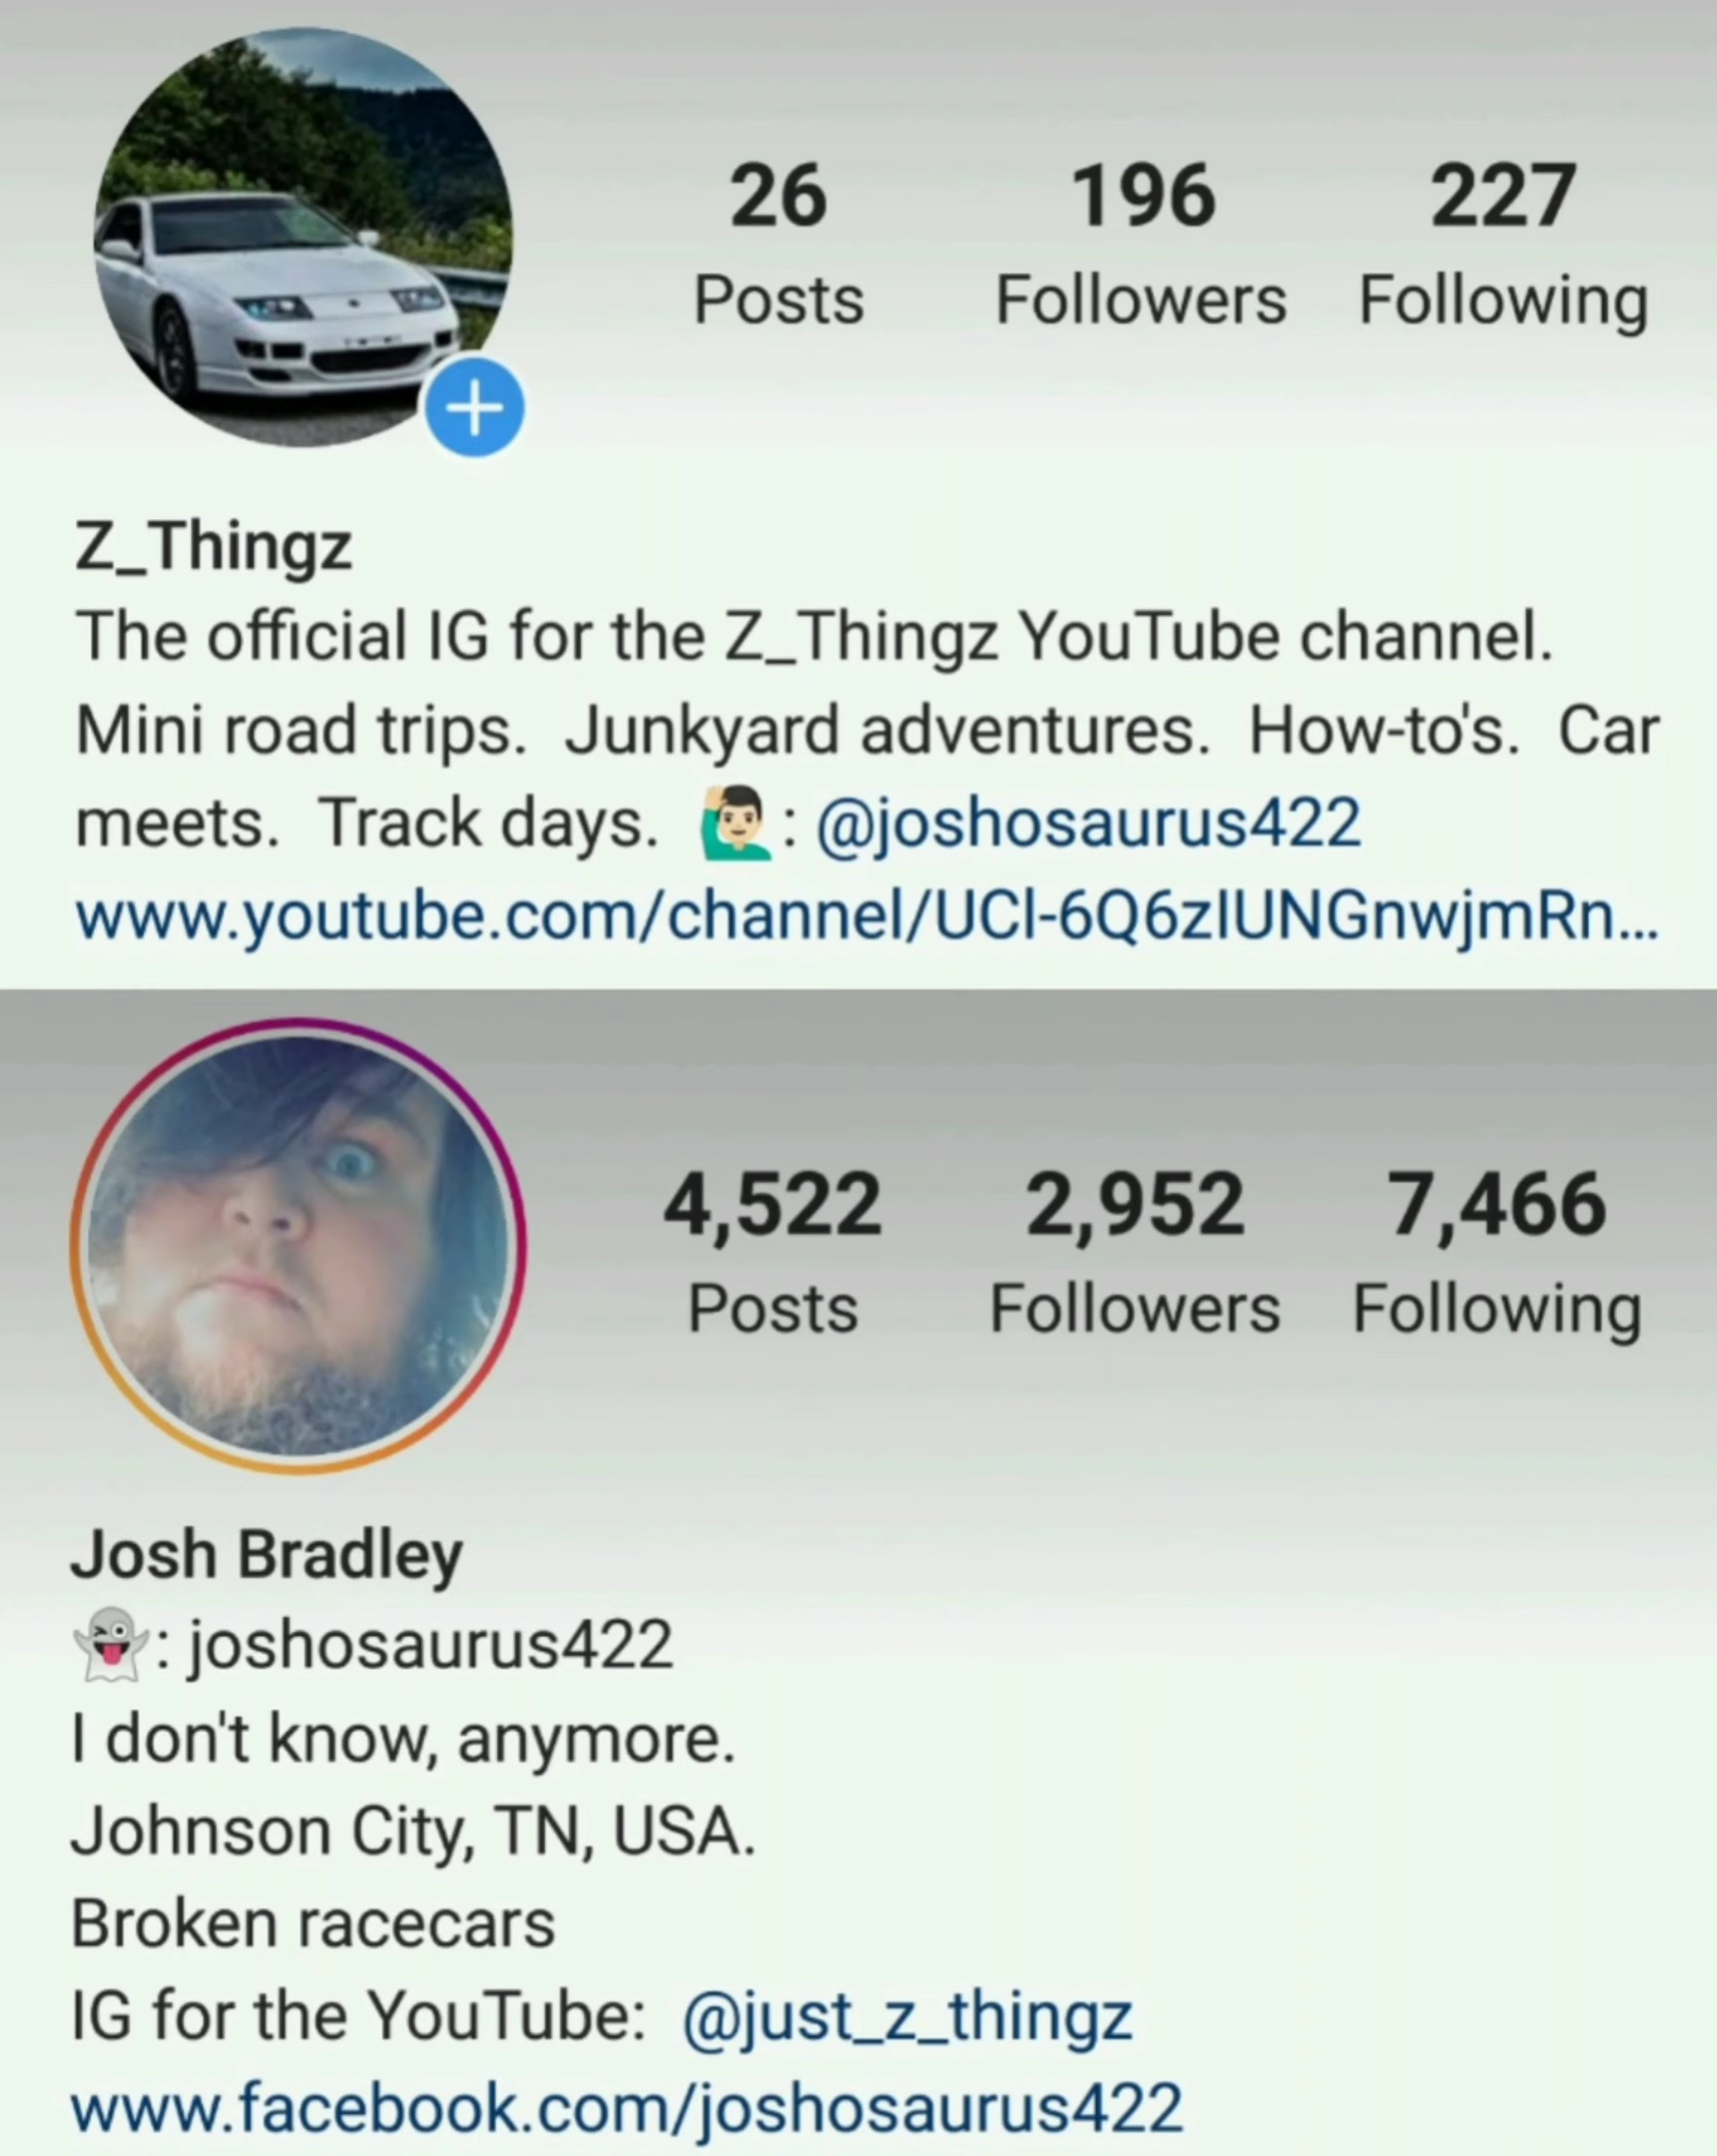 26 196 227
Posts Followers Following
Z_Thingz
The official IG for the Z_Thingz YouTube channel.
Mini road trips.  Junkyard adventures.  How-to's.  Car
meets.  Track days.  🙋🏻‍♂️: @joshosaurus422
www.youtube.com/channel/UCl-6Q6zIUNGnwjmRn...
4,522 2,952 7,466
Posts Followers Following
Josh Bradley
👻: joshosaurus422
I don't know, anymore.
Johnson City, TN, USA.
Broken racecars
IG for the YouTube:  @just_z_thingz
www.facebook.com/joshosaurus422